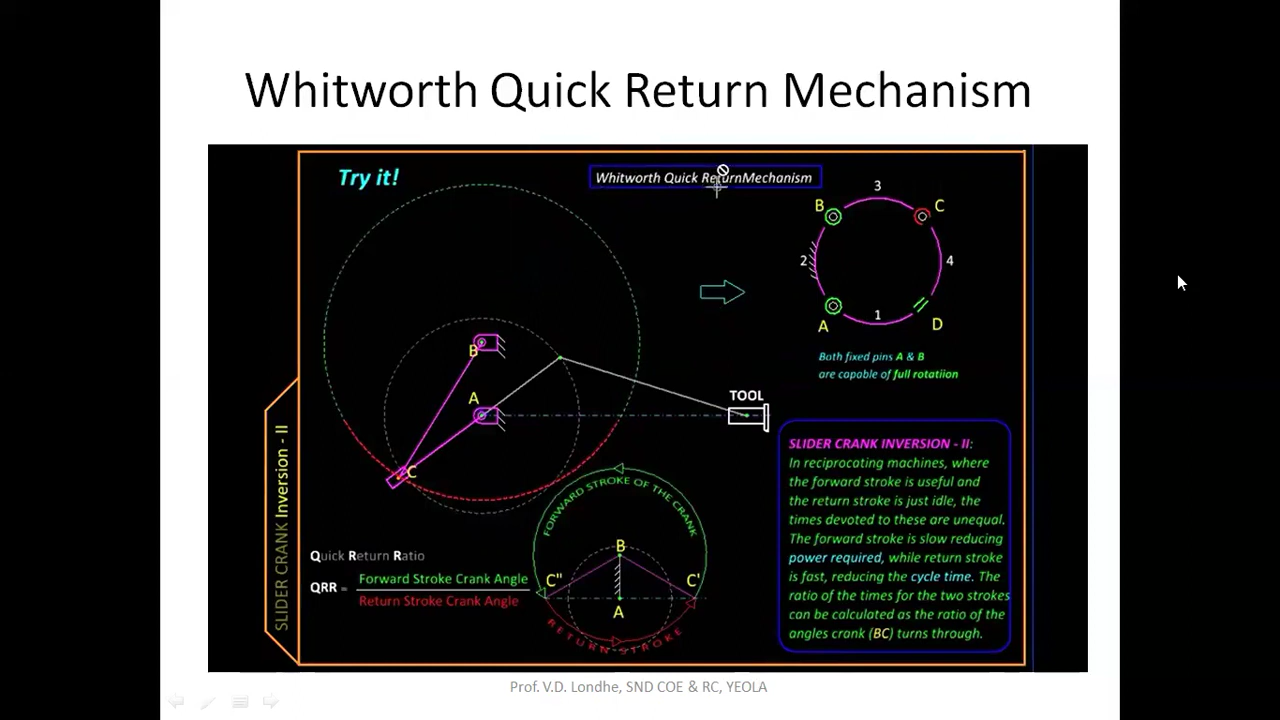 Whitworth Quick Return Mechanism
Try it!
Whitworth Quick ReturnMechanism
3
B
C
2
4
1
A
D
Both fixed pins A & B
are capable of full rotatiion
B
A
C
TOOL
SLIDER CRANK Inversion - II
Quick Return Ratio
QRR = Forward Stroke Crank Angle
Return Stroke Crank Angle
FORWARD STROKE OF THE CRANK
B
C"
C'
A
RETURN STROKE
SLIDER CRANK INVERSION - II:
In reciprocating machines, where
the forward stroke is useful and
the return stroke is just idle, the
times devoted to these are unequal.
The forward stroke is slow reducing
power required, while return stroke
is fast, reducing the cycle time. The
ratio of the times for the two strokes
can be calculated as the ratio of the
angles crank (BC) turns through.
Prof. V.D. Londhe, SND COE & RC, YEOLA